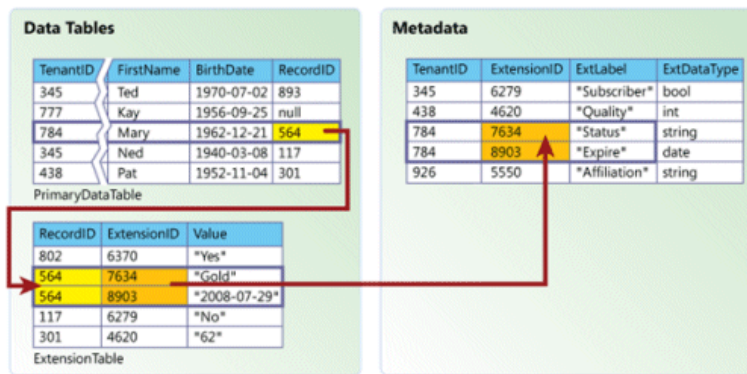 Data Tables
TenantID FirstName BirthDate RecordID
345 Ted 1970-07-02 893
777 Kay 1956-09-25 null
784 Mary 1962-12-21 564
345 Ned 1940-03-08 117
438 Pat 1952-11-04 301
PrimaryDataTable
RecordID ExtensionID Value
802 6370 "Yes"
564 7634 "Gold"
564 8903 "2008-07-29"
117 6279 "No"
301 4620 "62"
ExtensionTable
Metadata
TenantID ExtensionID ExtLabel ExtDataType
345 6279 "Subscriber" bool
438 4620 "Quality" int
784 7634 "Status" string
784 8903 "Expire" date
926 5550 "Affiliation" string